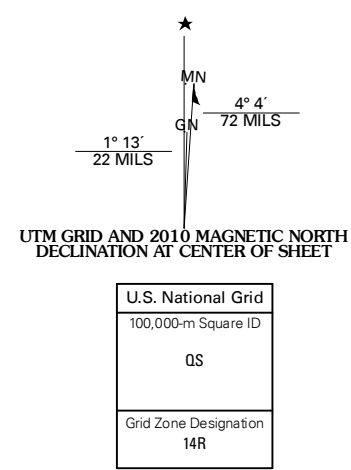 MN
4° 4´
72 MILS
GN
1° 13´
22 MILS
UTM GRID AND 2010 MAGNETIC NORTH
DECLINATION AT CENTER OF SHEET
U.S. National Grid
100,000-m Square ID
QS
Grid Zone Designation
14R